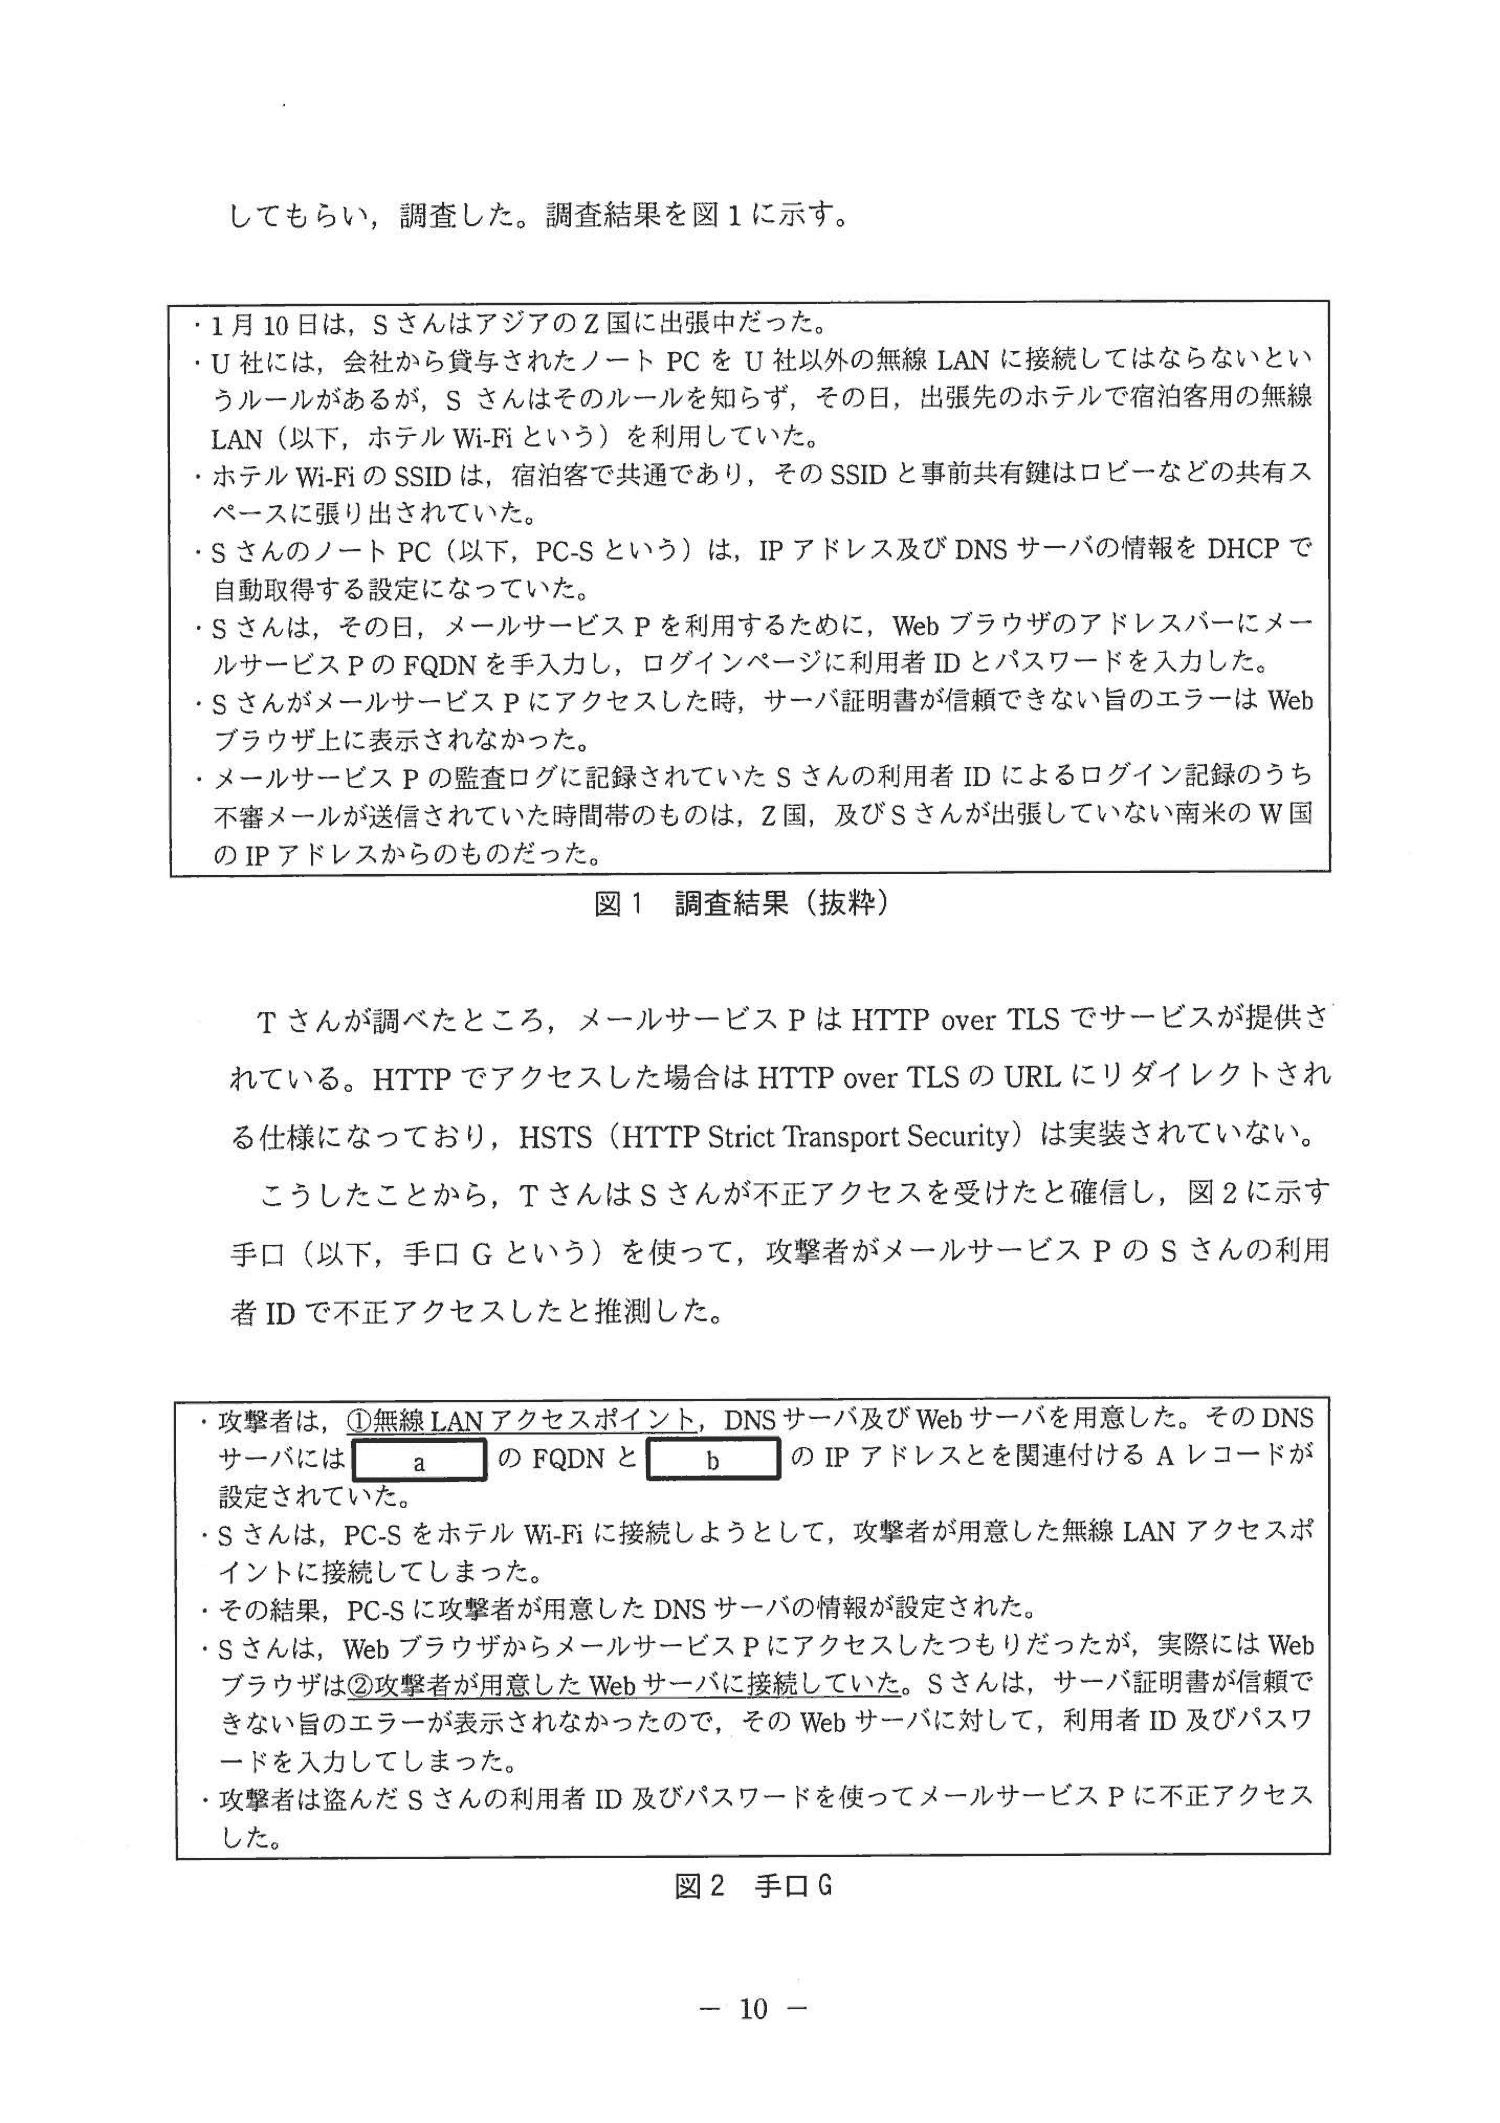 してもらい，調査した。調査結果を図1に示す。
・1月10日は，SさんはアジアのZ国に出張中だった。
・U社には，会社から貸与されたノートPCをU社以外の無線LANに接続してはならないとい
うルールがあるが，Sさんはそのルールを知らず，その日，出張先のホテルで宿泊客用の無線
LAN（以下，ホテルWi-Fiという）を利用していた。
・ホテルWi-FiのSSIDは，宿泊客で共通であり，そのSSIDと事前共有鍵はロビーなどの共有ス
ペースに張り出されていた。
・SさんのノートPC（以下，PC-Sという）は，IPアドレス及びDNSサーバの情報をDHCPで
自動取得する設定になっていた。
・Sさんは，その日，メールサービスPを利用するために，Webブラウザのアドレスバーにメー
ルサービスPのFQDNを手入力し，ログインページに利用者IDとパスワードを入力した。
・SさんがメールサービスPにアクセスした時，サーバ証明書が信頼できない旨のエラーはWeb
ブラウザ上に表示されなかった。
・メールサービスPの監査ログに記録されていたSさんの利用者IDによるログイン記録のうち
不審メールが送信されていた時間帯のものは，Z国，及びSさんが出張していない南米のW国
のIPアドレスからのものだった。
図1　調査結果（抜粋）
Tさんが調べたところ，メールサービスPはHTTP over TLSでサービスが提供さ
れている。HTTPでアクセスした場合はHTTP over TLSのURLにリダイレクトされ
る仕様になっており，HSTS（HTTP Strict Transport Security）は実装されていない。
こうしたことから，TさんはSさんが不正アクセスを受けたと確信し，図2に示す
手口（以下，手口Gという）を使って，攻撃者がメールサービスPのSさんの利用
者IDで不正アクセスしたと推測した。
・攻撃者は，①無線LANアクセスポイント，DNSサーバ及びWebサーバを用意した。そのDNS
サーバには a のFQDNと b のIPアドレスとを関連付けるAレコードが
設定されていた。
・Sさんは，PC-SをホテルWi-Fiに接続しようとして，攻撃者が用意した無線LANアクセスポ
イントに接続してしまった。
・その結果，PC-Sに攻撃者が用意したDNSサーバの情報が設定された。
・Sさんは，WebブラウザからメールサービスPにアクセスしたつもりだったが，実際にはWeb
ブラウザは②攻撃者が用意したWebサーバに接続していた。Sさんは，サーバ証明書が信頼で
きない旨のエラーが表示されなかったので，そのWebサーバに対して，利用者ID及びパスワ
ードを入力してしまった。
・攻撃者は盗んだSさんの利用者ID及びパスワードを使ってメールサービスPに不正アクセス
した。
図2　手口G
－ 10 －